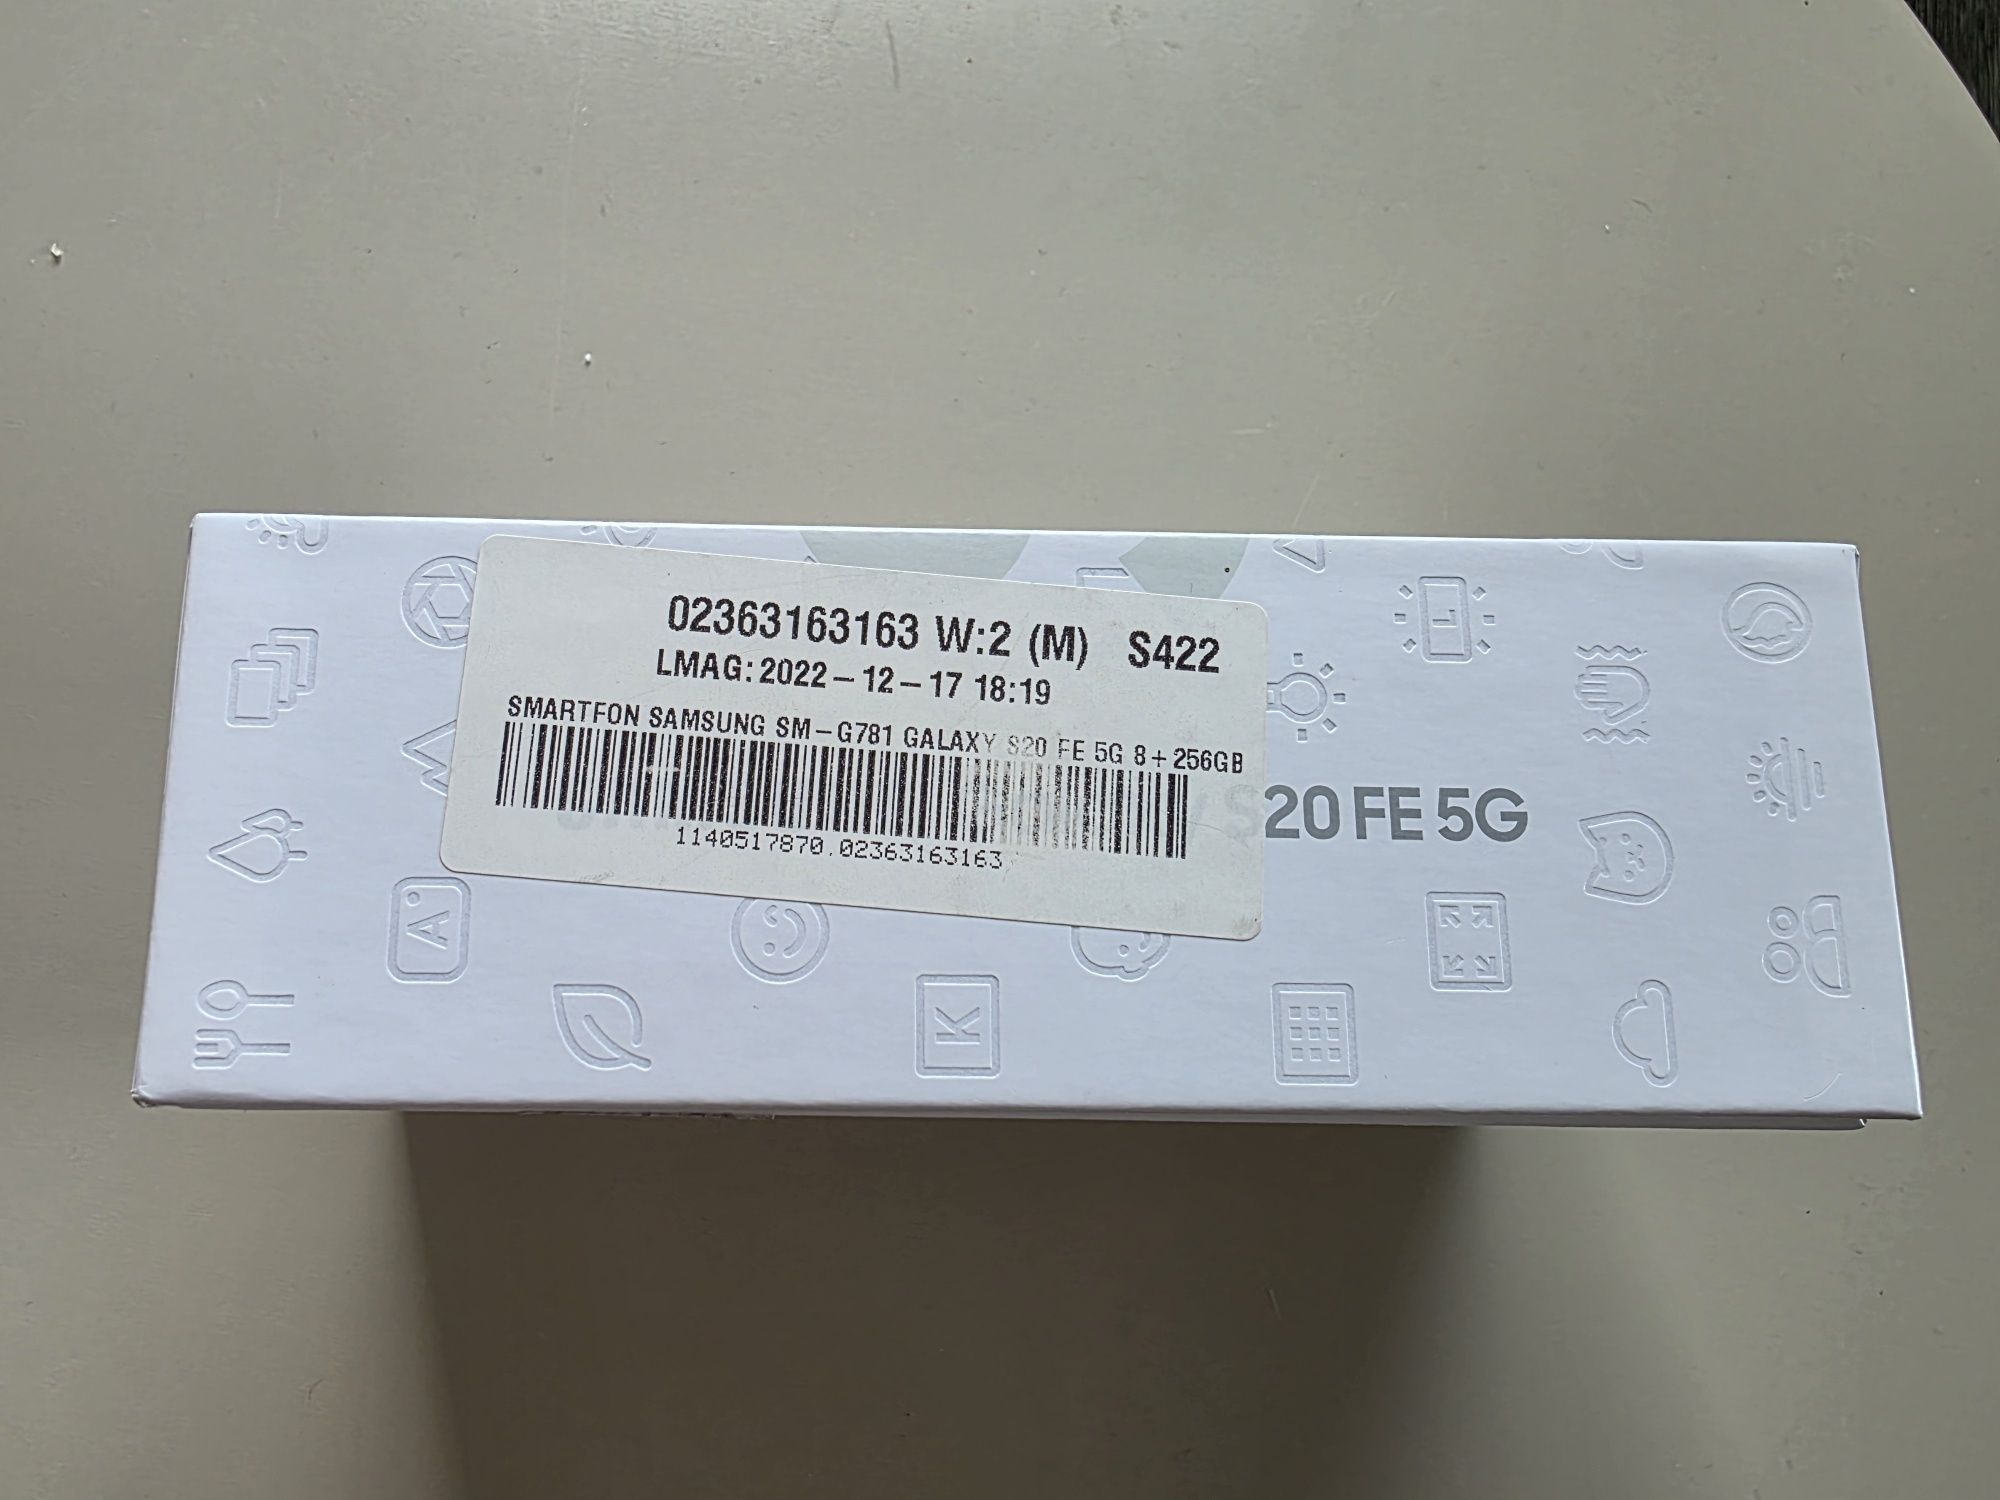 02363163163 W:2 (M) S422
LMAG: 2022-12-17 18:19
SMARTFON SAMSUNG SM-G781 GALAXY S20 FE 5G 8+256GB
1140517870.02363163163
S20 FE 5G
A
K